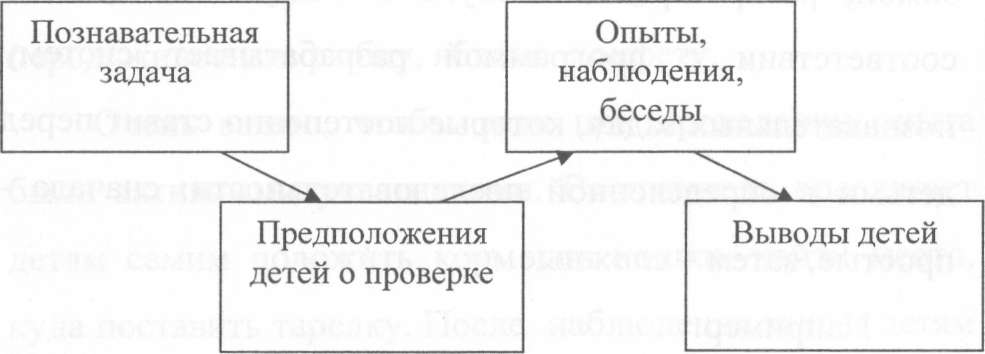 Познавательная
задача
Опыты,
наблюдения,
беседы
Предположения
детей о проверке
Выводы детей